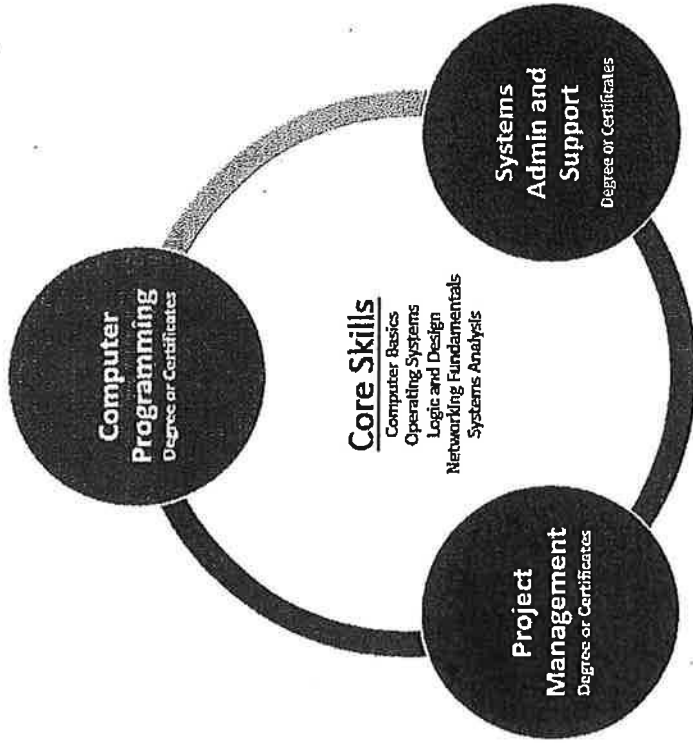 Computer
Programming
Degree or Certificates
Core Skills
Computer Basics
Operating Systems
Logic and Design
Networking Fundamentals
Systems Analysis
Project
Management
Degree or Certificates
Systems
Admin and
Support
Degree or Certificates